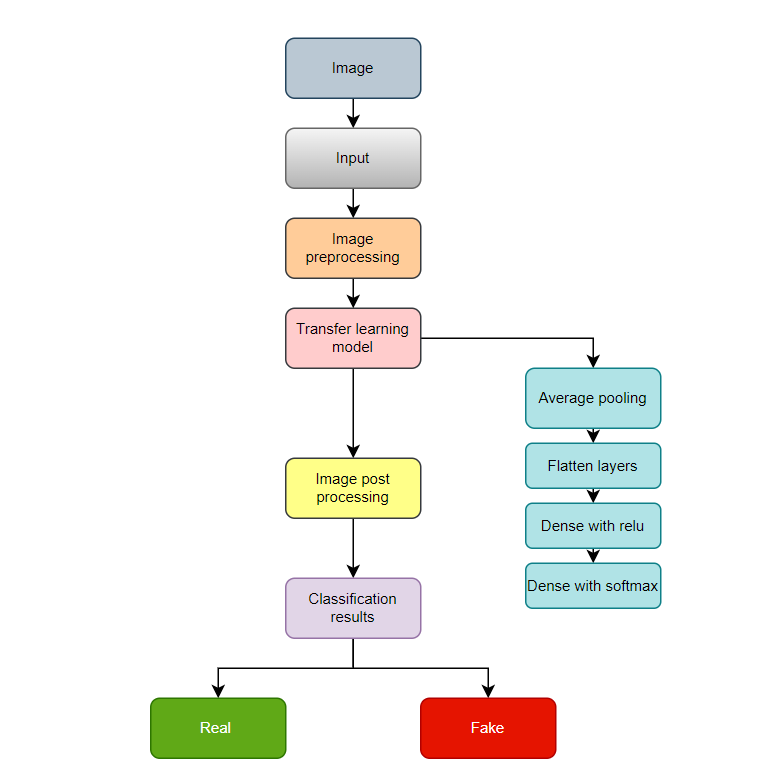 Image
Input
Image
preprocessing
Transfer learning
model
Average pooling
Flatten layers
Dense with relu
Dense with softmax
Image post
processing
Classification
results
Real
Fake